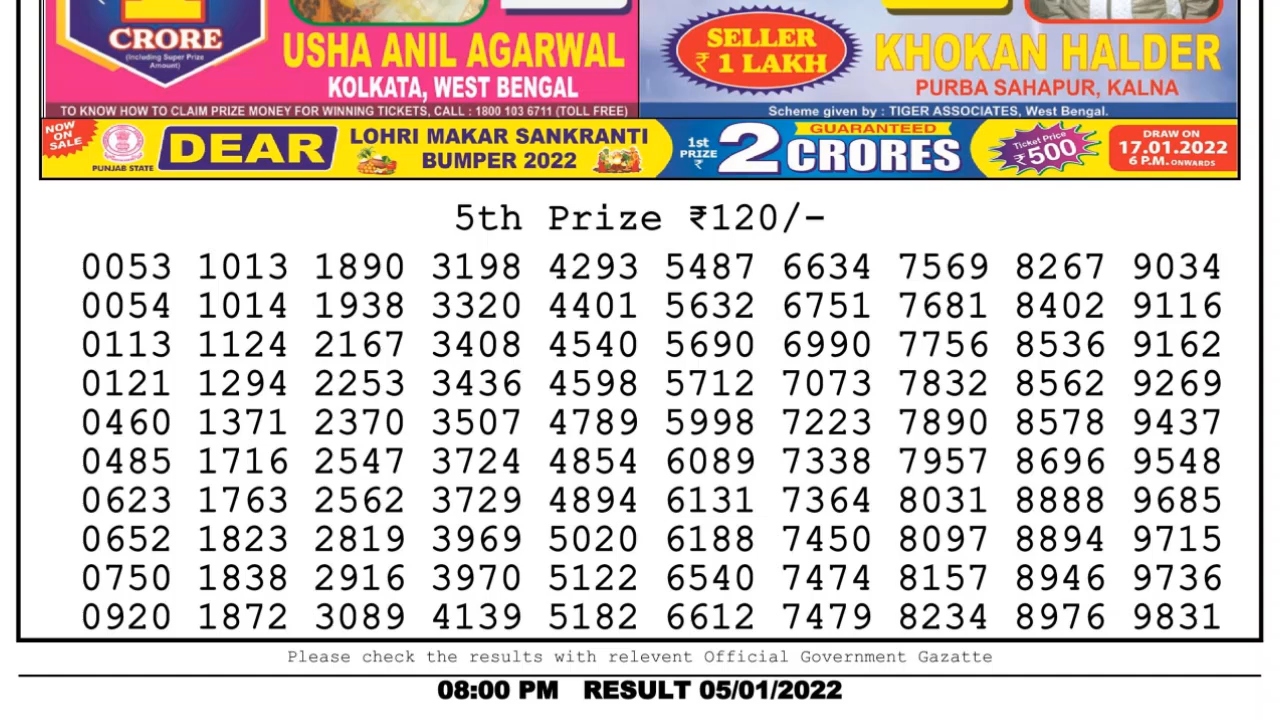 CRORE
(Including Super Prize
Amount)
USHA ANIL AGARWAL
KOLKATA, WEST BENGAL
SELLER
₹ 1 LAKH
KHOKAN HALDER
PURBA SAHAPUR, KALNA
TO KNOW HOW TO CLAIM PRIZE MONEY FOR WINNING TICKETS, CALL : 1800 103 6711 (TOLL FREE)
Scheme given by : TIGER ASSOCIATES, West Bengal.
NOW
ON
SALE
PUNJAB STATE
DEAR
LOHRI MAKAR SANKRANTI
BUMPER 2022
1st
PRIZE
₹
2
GUARANTEED
CRORES
Ticket Price
₹500
DRAW ON
17.01.2022
6 P.M. ONWARDS
5th Prize ₹120/-
0053 1013 1890 3198 4293 5487 6634 7569 8267 9034
0054 1014 1938 3320 4401 5632 6751 7681 8402 9116
0113 1124 2167 3408 4540 5690 6990 7756 8536 9162
0121 1294 2253 3436 4598 5712 7073 7832 8562 9269
0460 1371 2370 3507 4789 5998 7223 7890 8578 9437
0485 1716 2547 3724 4854 6089 7338 7957 8696 9548
0623 1763 2562 3729 4894 6131 7364 8031 8888 9685
0652 1823 2819 3969 5020 6188 7450 8097 8894 9715
0750 1838 2916 3970 5122 6540 7474 8157 8946 9736
0920 1872 3089 4139 5182 6612 7479 8234 8976 9831
Please check the results with relevent Official Government Gazatte
08:00 PM RESULT 05/01/2022